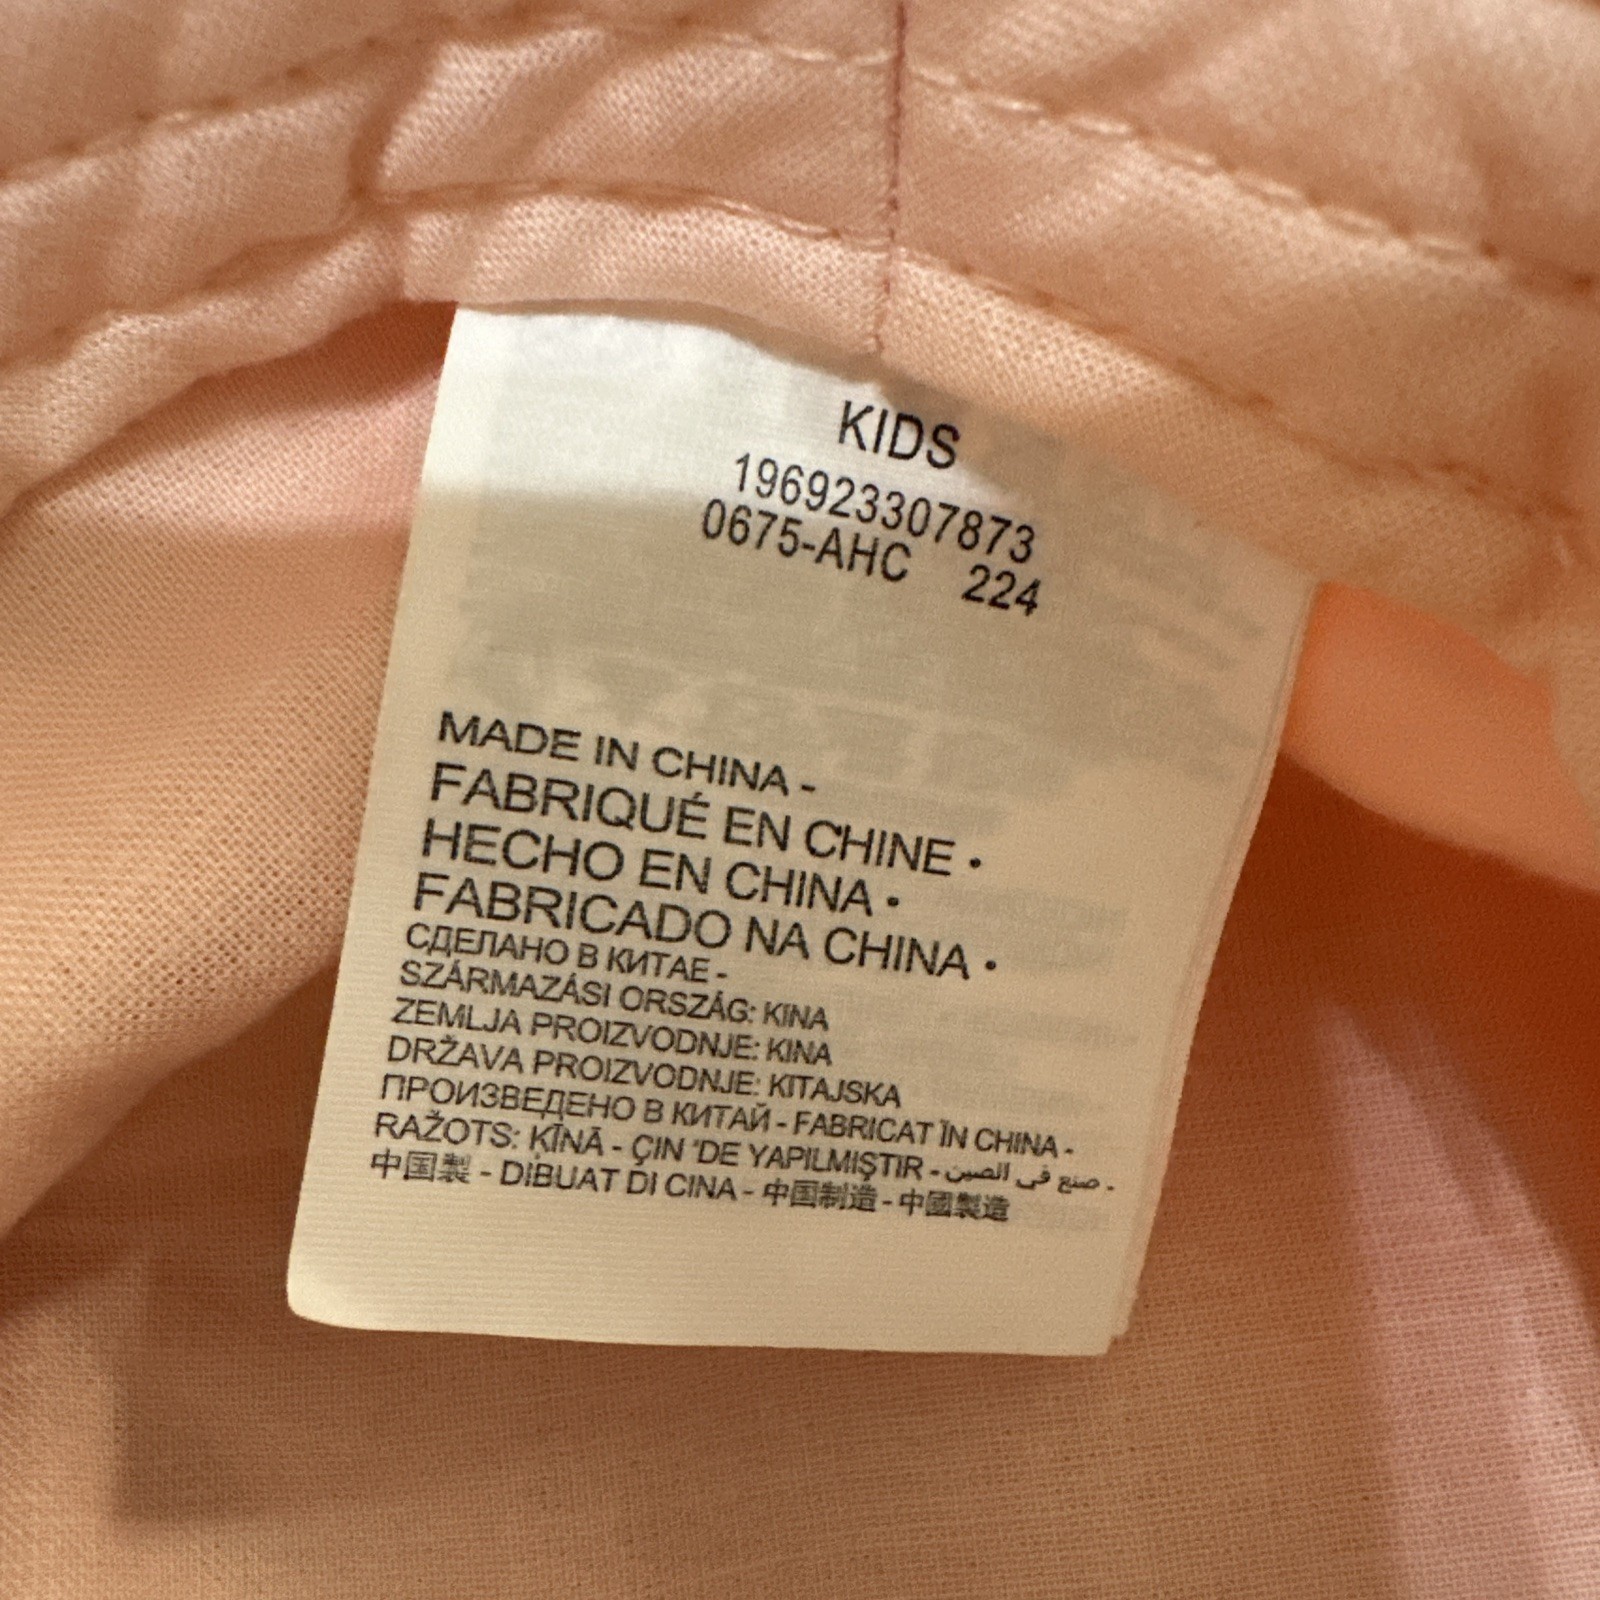 KIDS
196923307873
0675-AHC 224
MADE IN CHINA -
FABRIQUÉ EN CHINE •
HECHO EN CHINA •
FABRICADO NA CHINA •
СДЕЛАНО В КИТАЕ -
SZÁRMAZÁSI ORSZÁG: KÍNA
ZEMLJA PROIZVODNJE: KINA
DRŽAVA PROIZVODNJE: KITAJSKA
ПРОИЗВЕДЕНО В КИТАЙ - FABRICAT ÎN CHINA -
RAŽOTS: ĶĪNĀ - ÇIN 'DE YAPILMIŞTIR - صنع في الصين -
中国製 - DIBUAT DI CINA - 中国制造 - 中國製造